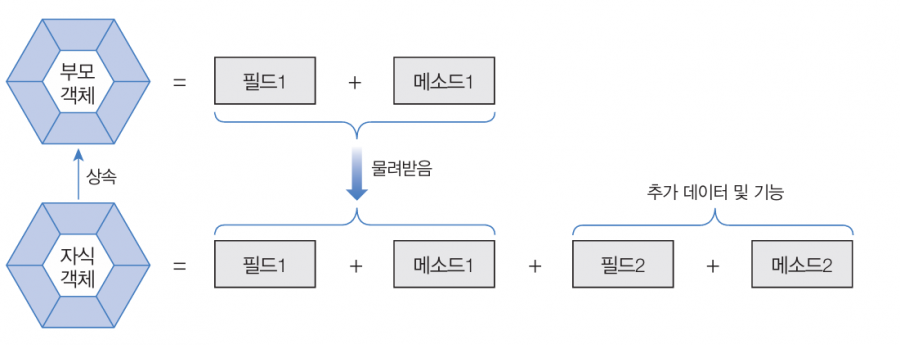 부모
객체
=
필드1
+
메소드1
상속
물려받음
추가 데이터 및 기능
자식
객체
=
필드1
+
메소드1
+
필드2
+
메소드2